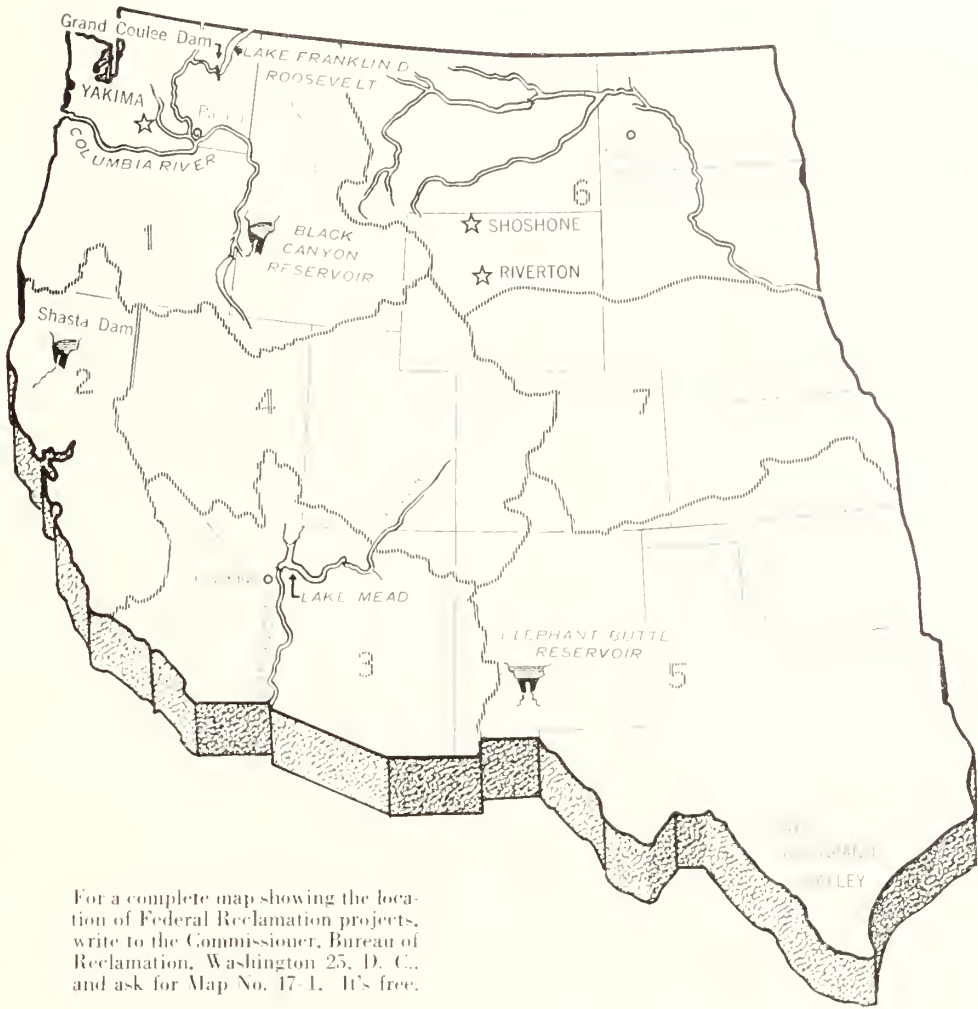 Grand Coulee Dam
LAKE FRANKLIN D
ROOSEVELT
YAKIMA
COLUMBIA RIVER
6
SHOSHONE
1
BLACK
CANYON
RESERVOIR
RIVERTON
Shasta Dam
2
4
7
LAKE MEAD
ELEPHANT BUTTE
RESERVOIR
3
5
For a complete map showing the loca-
tion of Federal Reclamation projects,
write to the Commissioner, Bureau of
Reclamation, Washington 25, D. C.,
and ask for Map No. 17-1. It's free.